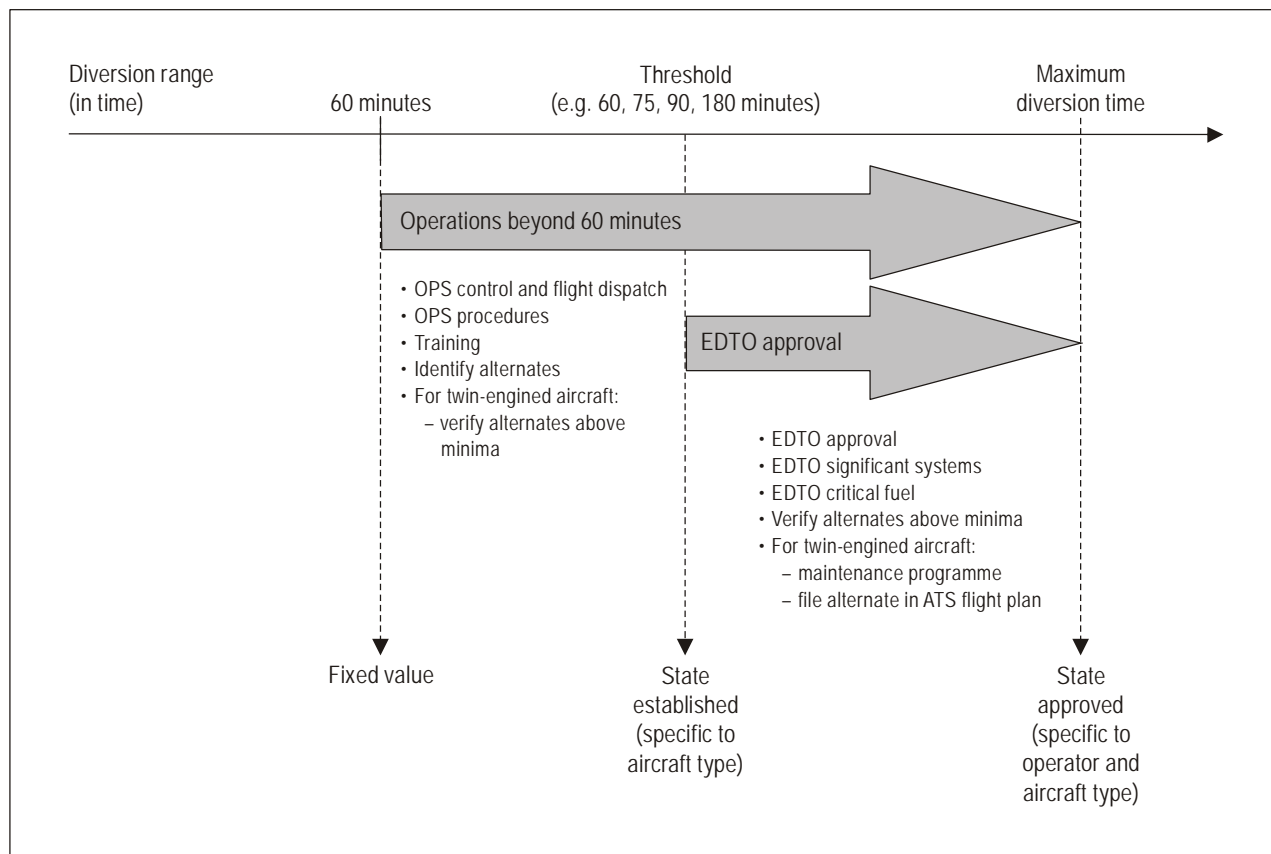 Diversion range
(in time)
60 minutes
Threshold
(e.g. 60, 75, 90, 180 minutes)
Maximum
diversion time
Operations beyond 60 minutes
• OPS control and flight dispatch
• OPS procedures
• Training
• Identify alternates
• For twin-engined aircraft:
– verify alternates above
minima
EDTO approval
• EDTO approval
• EDTO significant systems
• EDTO critical fuel
• Verify alternates above minima
• For twin-engined aircraft:
– maintenance programme
– file alternate in ATS flight plan
Fixed value
State
established
(specific to
aircraft type)
State
approved
(specific to
operator and
aircraft type)